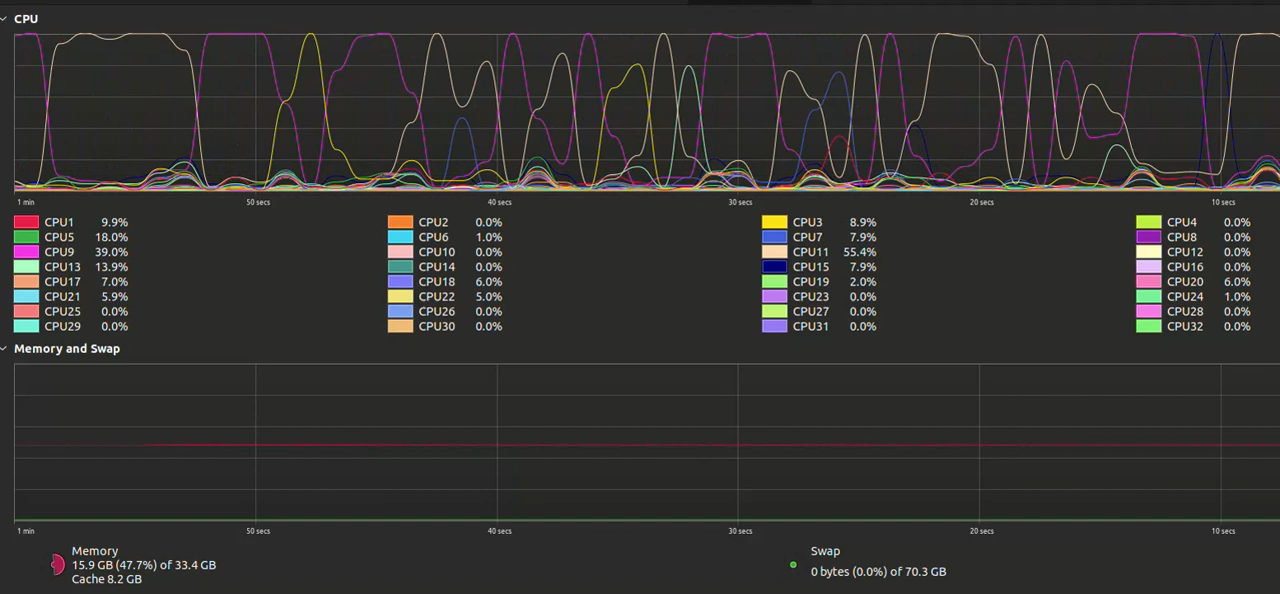 CPU
1 min 50 secs 40 secs 30 secs 20 secs 10 secs
CPU1 9.9% CPU2 0.0% CPU3 8.9% CPU4 0.0%
CPU5 18.0% CPU6 1.0% CPU7 7.9% CPU8 0.0%
CPU9 39.0% CPU10 0.0% CPU11 55.4% CPU12 0.0%
CPU13 13.9% CPU14 0.0% CPU15 7.9% CPU16 0.0%
CPU17 7.0% CPU18 6.0% CPU19 2.0% CPU20 6.0%
CPU21 5.9% CPU22 5.0% CPU23 0.0% CPU24 1.0%
CPU25 0.0% CPU26 0.0% CPU27 0.0% CPU28 0.0%
CPU29 0.0% CPU30 0.0% CPU31 0.0% CPU32 0.0%
Memory and Swap
1 min 50 secs 40 secs 30 secs 20 secs 10 secs
Memory
15.9 GB (47.7%) of 33.4 GB
Cache 8.2 GB
Swap
0 bytes (0.0%) of 70.3 GB